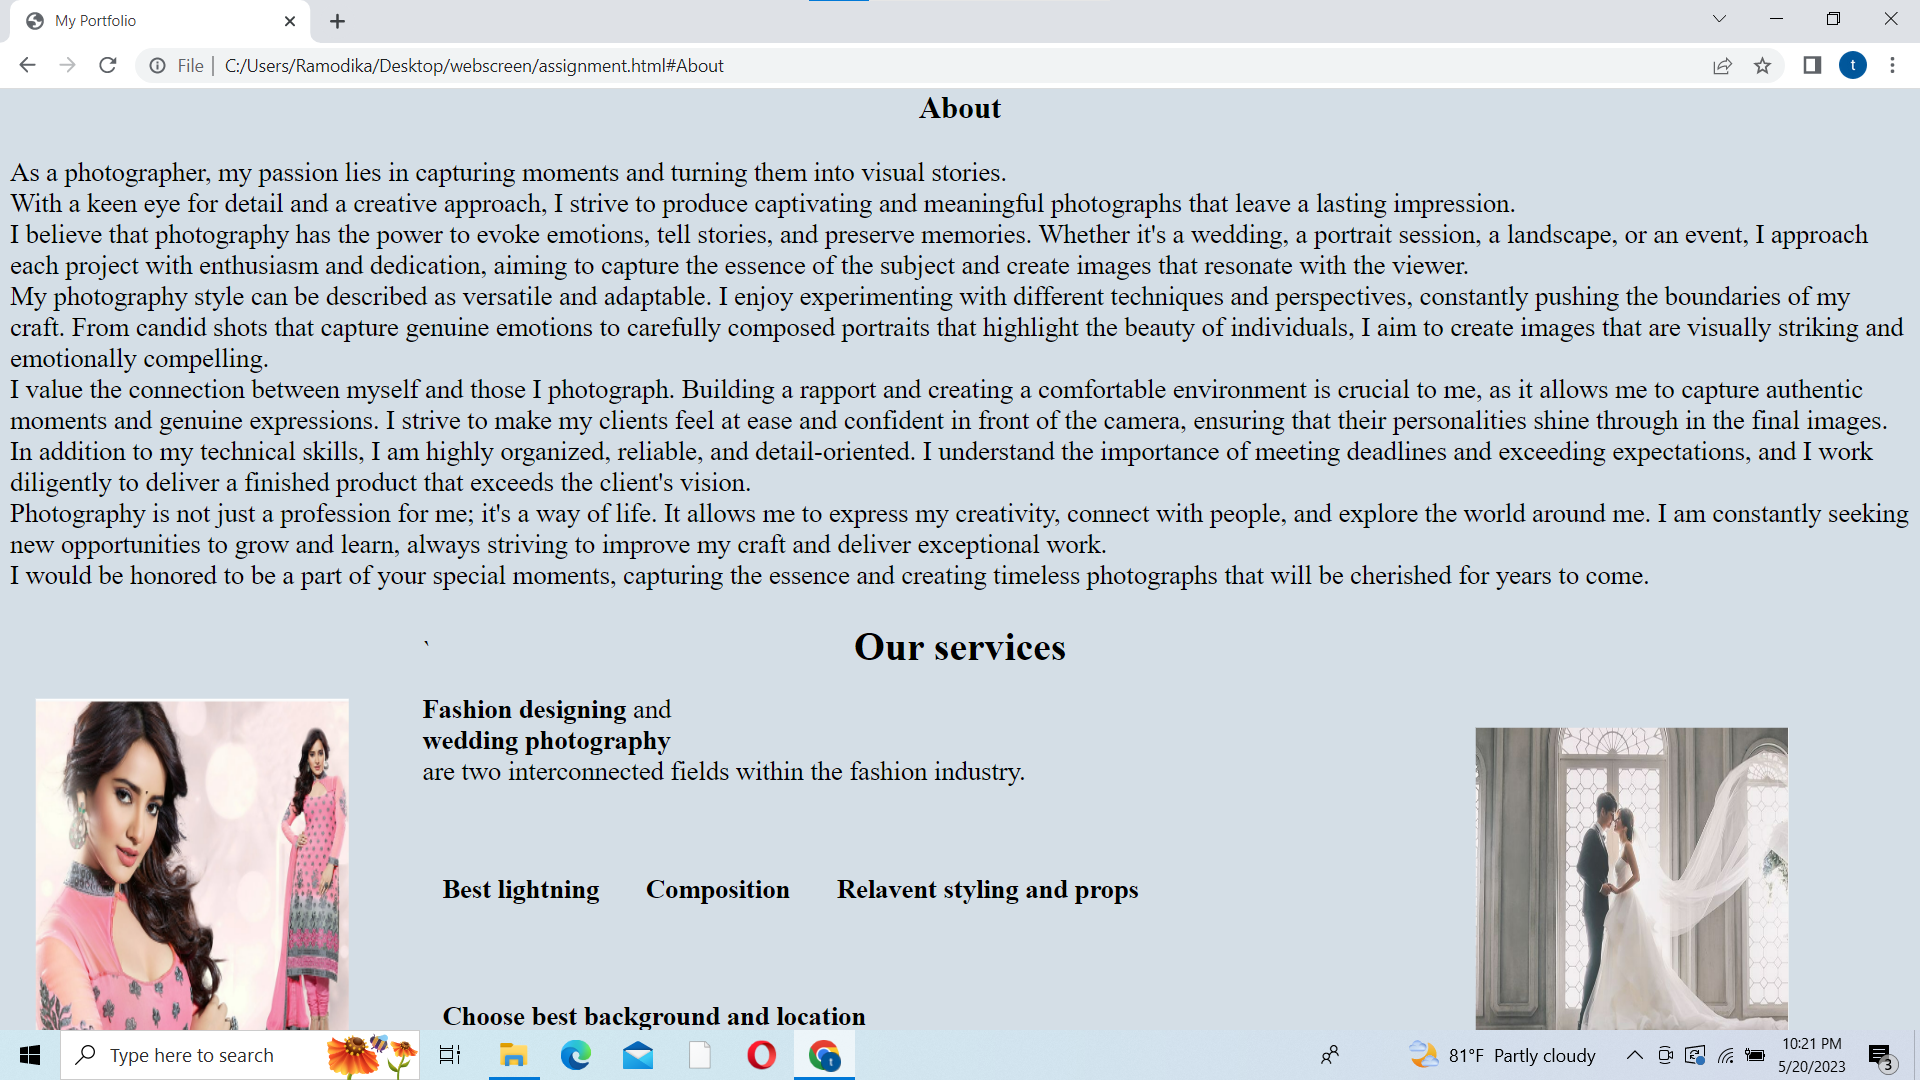 My Portfolio
File | C:/Users/Ramodika/Desktop/webscreen/assignment.html#About
t
About
As a photographer, my passion lies in capturing moments and turning them into visual stories.
With a keen eye for detail and a creative approach, I strive to produce captivating and meaningful photographs that leave a lasting impression.
I believe that photography has the power to evoke emotions, tell stories, and preserve memories. Whether it's a wedding, a portrait session, a landscape, or an event, I approach
each project with enthusiasm and dedication, aiming to capture the essence of the subject and create images that resonate with the viewer.
My photography style can be described as versatile and adaptable. I enjoy experimenting with different techniques and perspectives, constantly pushing the boundaries of my
craft. From candid shots that capture genuine emotions to carefully composed portraits that highlight the beauty of individuals, I aim to create images that are visually striking and
emotionally compelling.
I value the connection between myself and those I photograph. Building a rapport and creating a comfortable environment is crucial to me, as it allows me to capture authentic
moments and genuine expressions. I strive to make my clients feel at ease and confident in front of the camera, ensuring that their personalities shine through in the final images.
In addition to my technical skills, I am highly organized, reliable, and detail-oriented. I understand the importance of meeting deadlines and exceeding expectations, and I work
diligently to deliver a finished product that exceeds the client's vision.
Photography is not just a profession for me; it's a way of life. It allows me to express my creativity, connect with people, and explore the world around me. I am constantly seeking
new opportunities to grow and learn, always striving to improve my craft and deliver exceptional work.
I would be honored to be a part of your special moments, capturing the essence and creating timeless photographs that will be cherished for years to come.
` Our services
Fashion designing and
wedding photography
are two interconnected fields within the fashion industry.
Best lightning Composition Relavent styling and props
Choose best background and location
Type here to search
t
81°F Partly cloudy
10:21 PM
5/20/2023
3